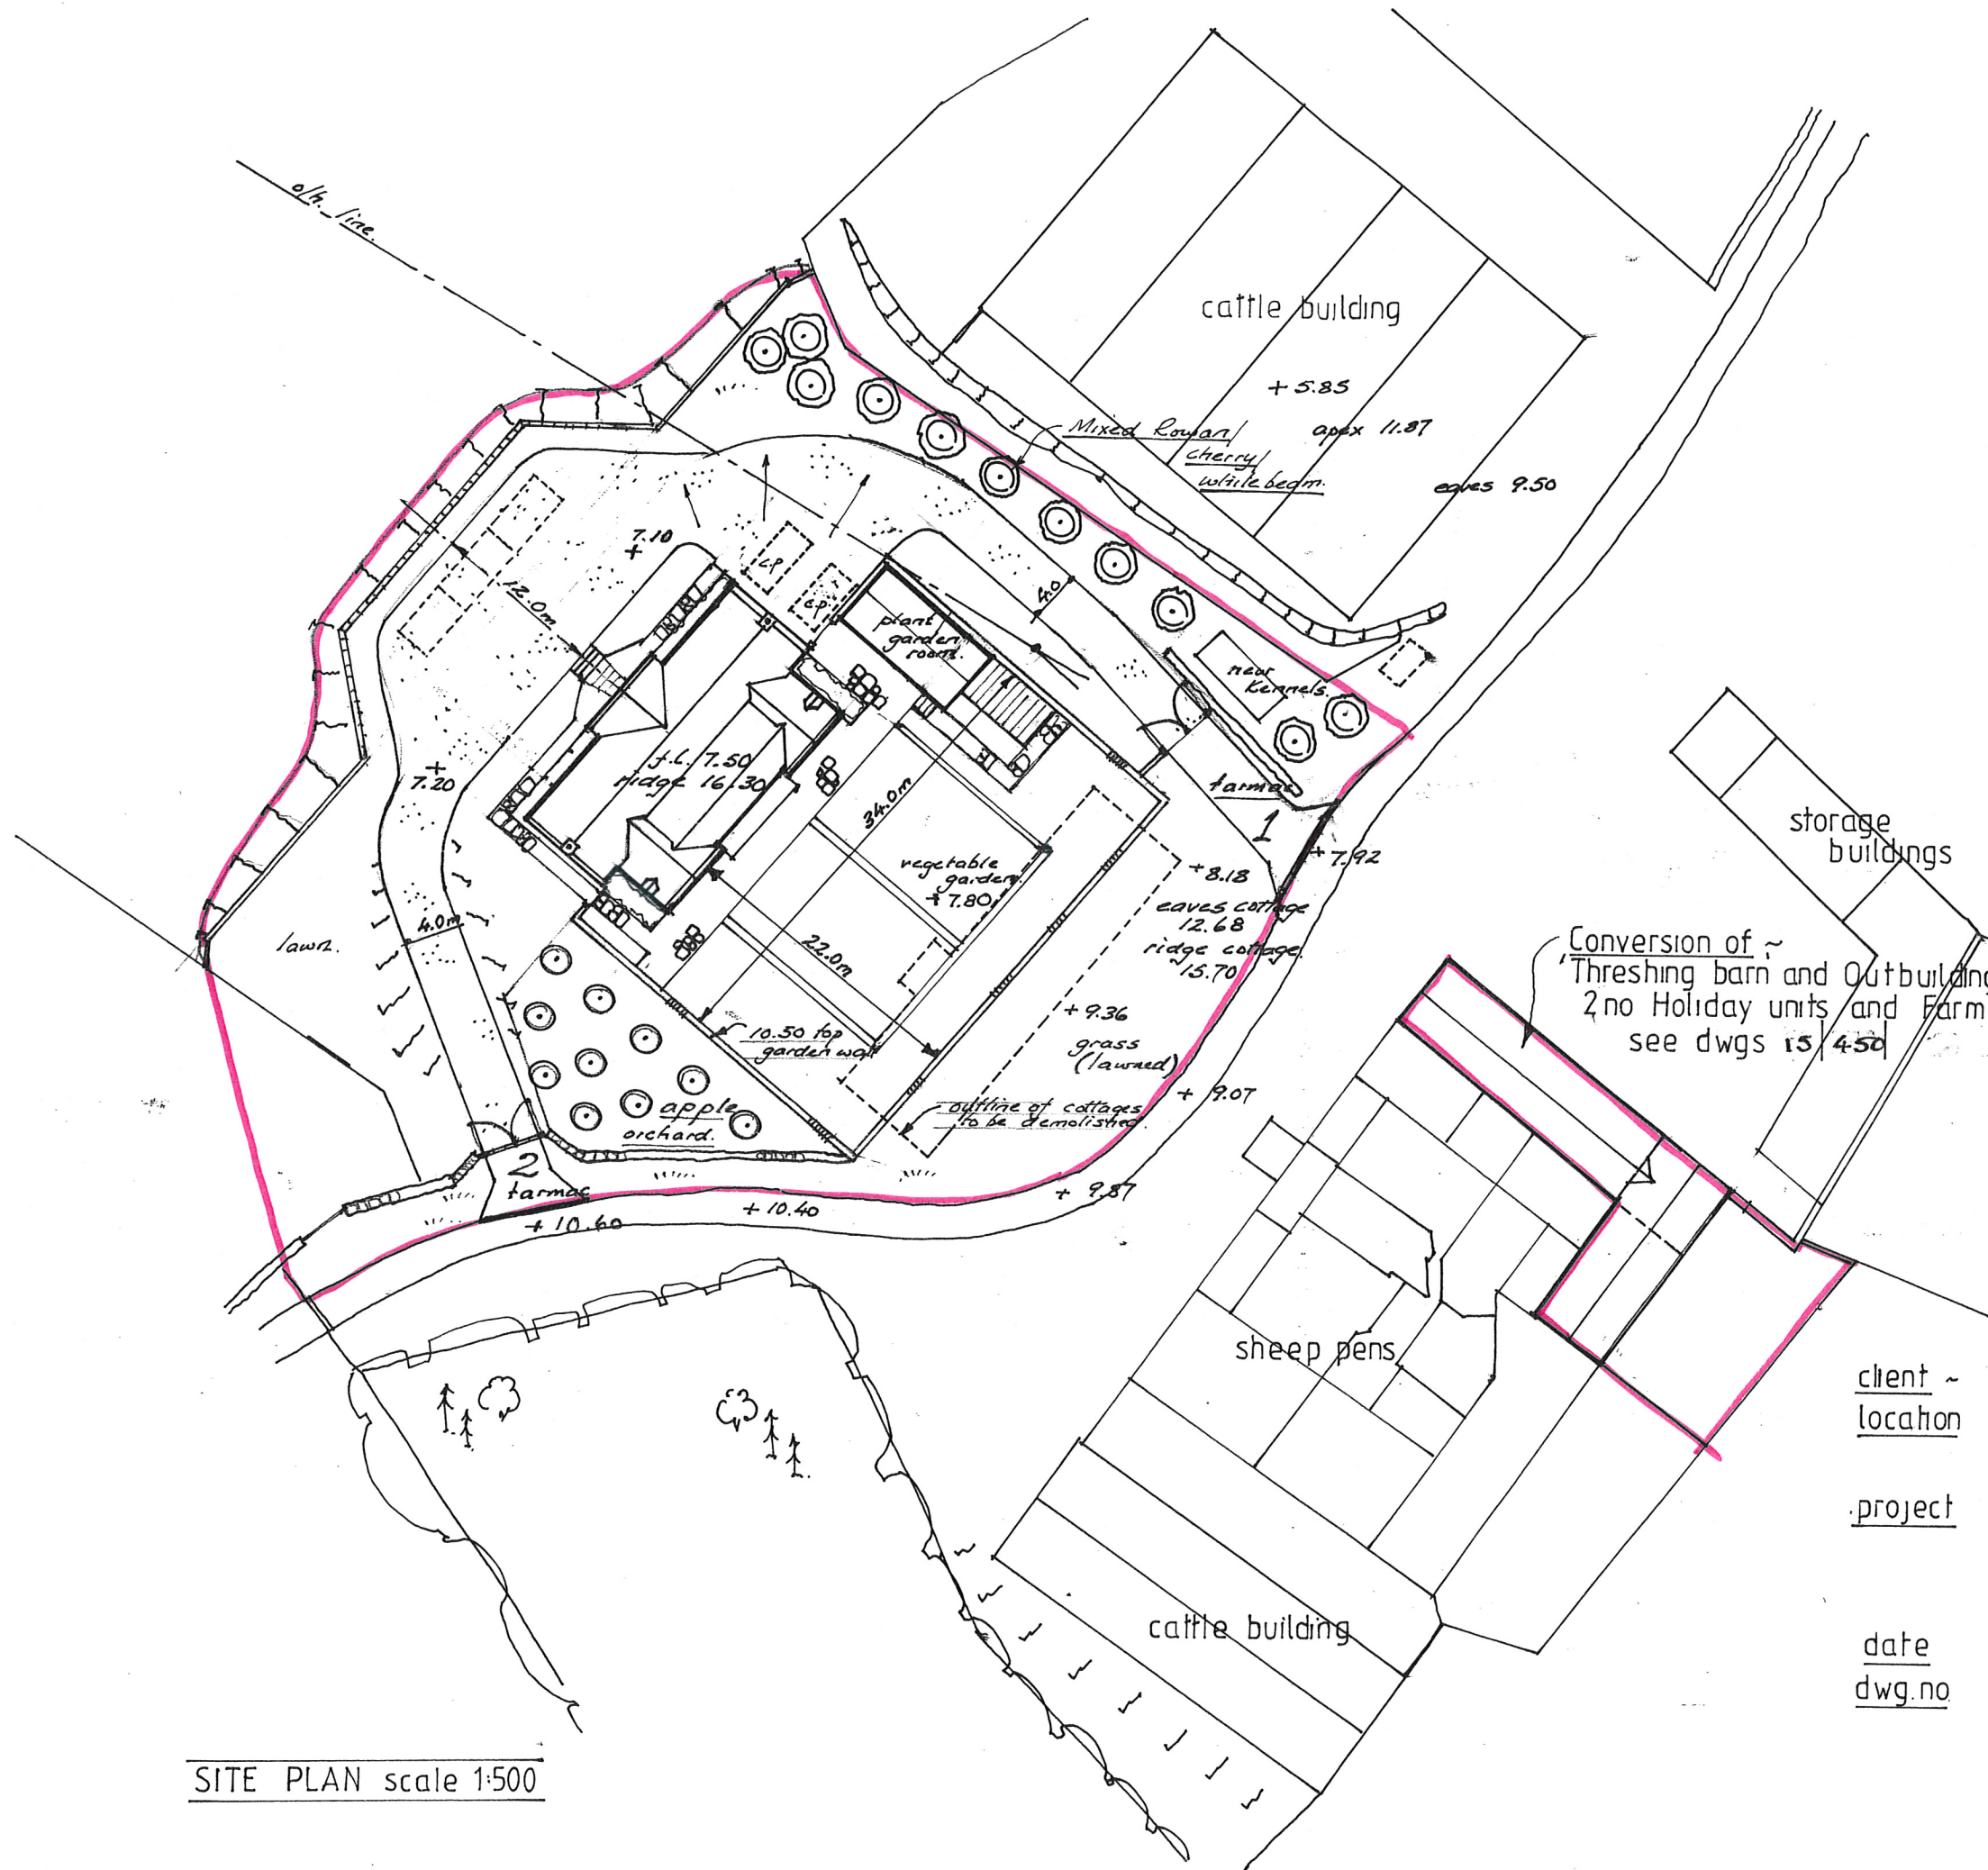 o/h. line.
cattle building
+ 5.85
apex 11.87
eaves 9.50
Mixed Rowan/
cherry/
whitebeam.
7.10
+
12.0m
c.p
c.p.
4.0
plant
garden
room.
new
kennels.
f.l. 17.50
ridge 16.30
+
7.20
34.0m
tarmac
1
+ 7.92
storage
buildings
vegetable
garden
+ 7.80
+8.18
eaves cottage
12.68
ridge cottage
15.70
lawn.
4.0m
22.0m
Conversion of ~
Threshing barn and Outbuilding
2no Holiday units and Farm
see dwgs 15/450
+ 9.36
grass
(lawned)
10.50 top
garden wall
+ 9.07
outline of cottages
to be demolished.
apple
orchard.
2
tarmac
+ 9.87
+ 10.40
+ 10.60
sheep pens
client ~
location
project
cattle building
date
dwg.no
SITE PLAN scale 1:500